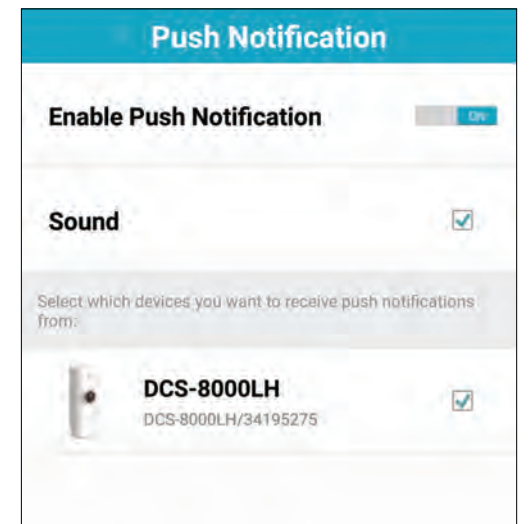 Push Notification
Enable Push Notification
ON
Sound
Select which devices you want to receive push notifications
from:
DCS-8000LH
DCS-8000LH/34195275